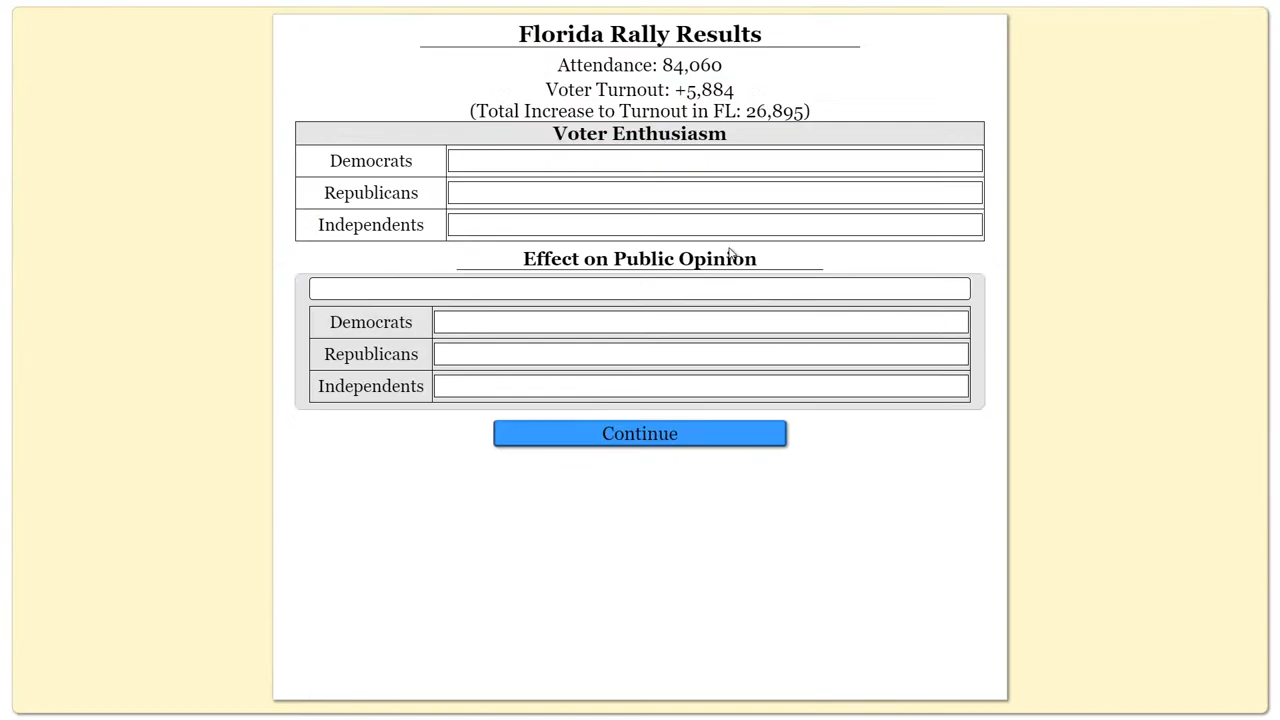 Florida Rally Results
Attendance: 84,060
Voter Turnout: +5,884
(Total Increase to Turnout in FL: 26,895)
Voter Enthusiasm
Democrats
Republicans
Independents
Effect on Public Opinion
Democrats
Republicans
Independents
Continue